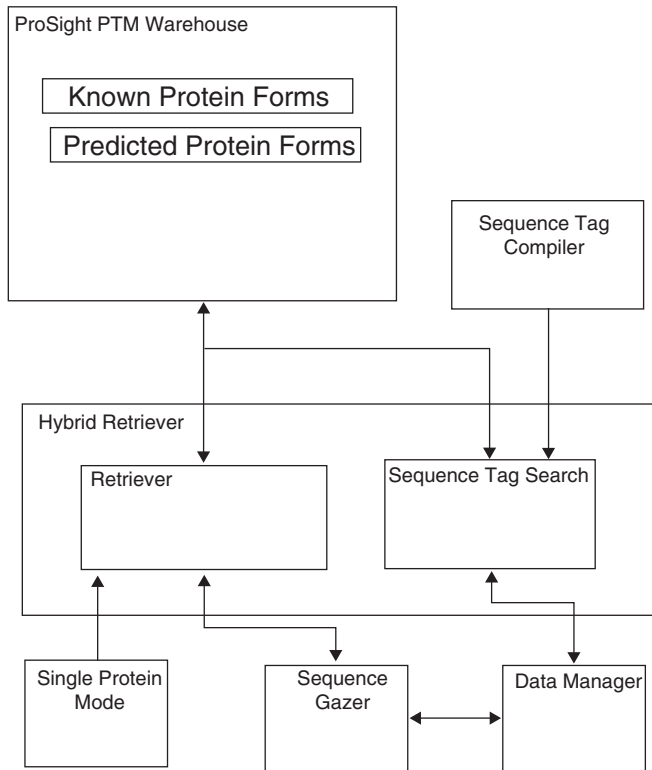 ProSight PTM Warehouse
Known Protein Forms
Predicted Protein Forms
Sequence Tag
Compiler
Hybrid Retriever
Retriever
Sequence Tag Search
Single Protein
Mode
Sequence
Gazer
Data Manager